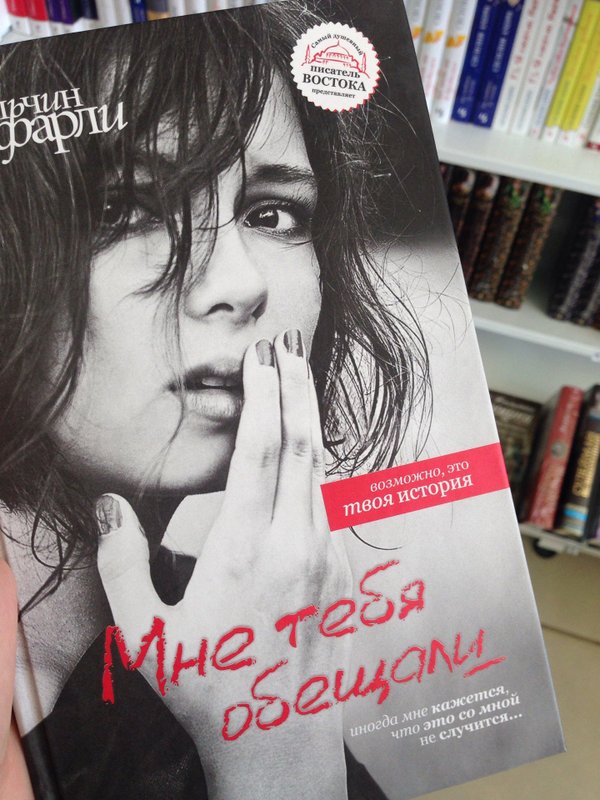 Самый душевный
писатель
ВОСТОКА
представляет
льчин
фарли
возможно, это
твоя история
Мне тебя
обещали
иногда мне кажется,
что это со мной
не случится...